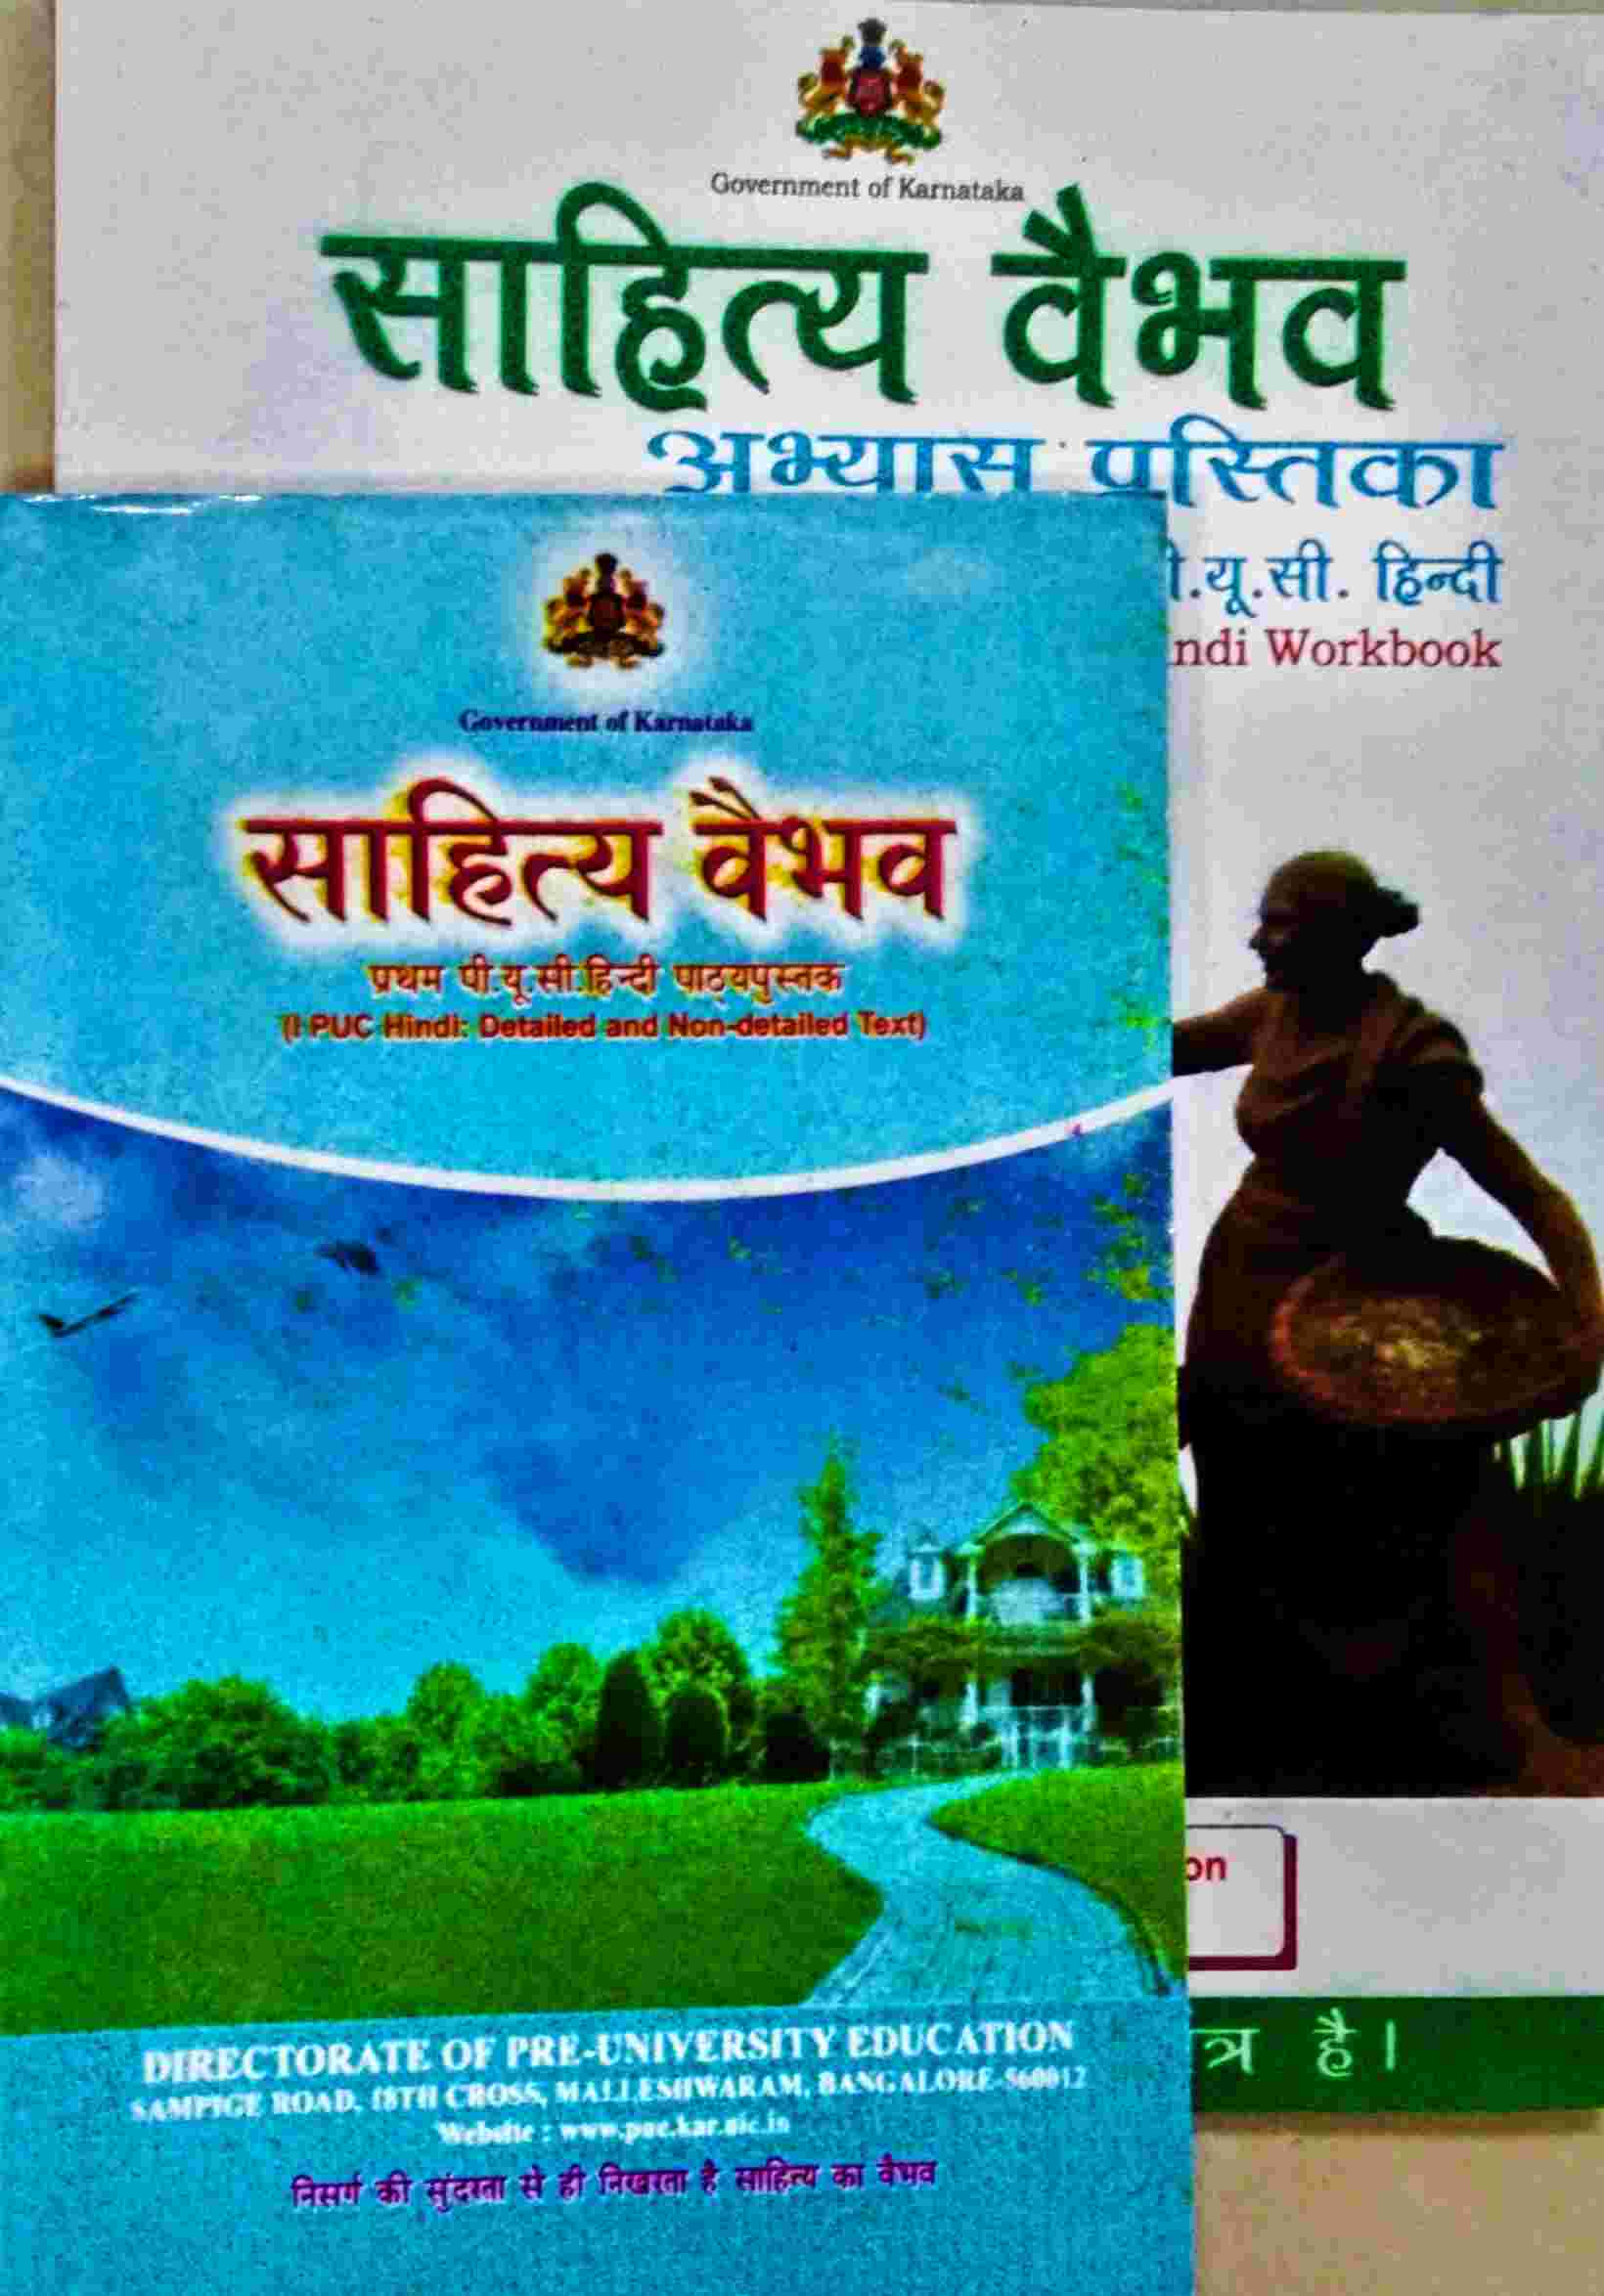 Government of Karnataka
साहित्य वैभव
अभ्यास पुस्तिका
.यू.सी. हिन्दी
ndi Workbook
Government of Karnataka
साहित्य वैभव
प्रथम पी.यू.सी.हिन्दी पाठ्यपुस्तक
(I PUC Hindi: Detailed and Non-detailed Text)
on
त्र है।
DIRECTORATE OF PRE-UNIVERSITY EDUCATION
SAMPIGE ROAD, 18TH CROSS, MALLESHWARAM, BANGALORE-560012
Website : www.puc.kar.nic.in
निसर्ग की सुंदरता से ही निखरता है साहित्य का वैभव